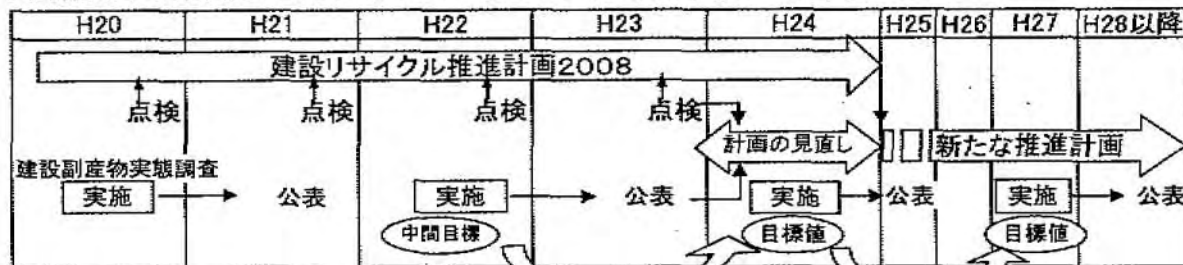 H20 H21 H22 H23 H24 H25 H26 H27 H28以降
建設リサイクル推進計画2008
点検 点検 点検 点検
計画の見直し 新たな推進計画
建設副産物実態調査
実施 公表 実施 公表 実施 公表 実施 公表
中間目標 目標値 目標値